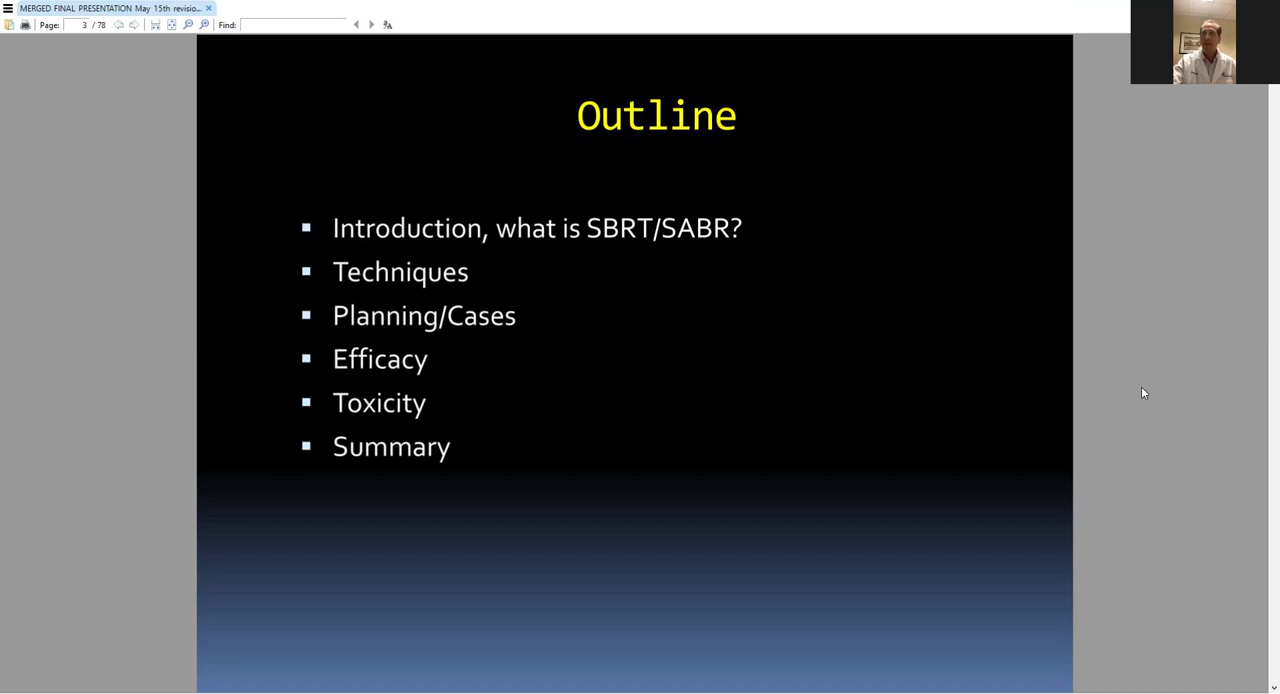 MERGED FINAL PRESENTATION May 15th revisio...
Page: 3 / 78 Find:
Outline
Introduction, what is SBRT/SABR?
Techniques
Planning/Cases
Efficacy
Toxicity
Summary